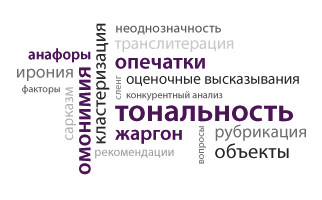 неоднозначность
транслитерация
анафоры
опечатки
ирония
оценочные высказывания
факторы
сленг
конкурентный анализ
сарказм
омонимия
кластеризация
тональность
жаргон
вопросы
рубрикация
рекомендации
объекты